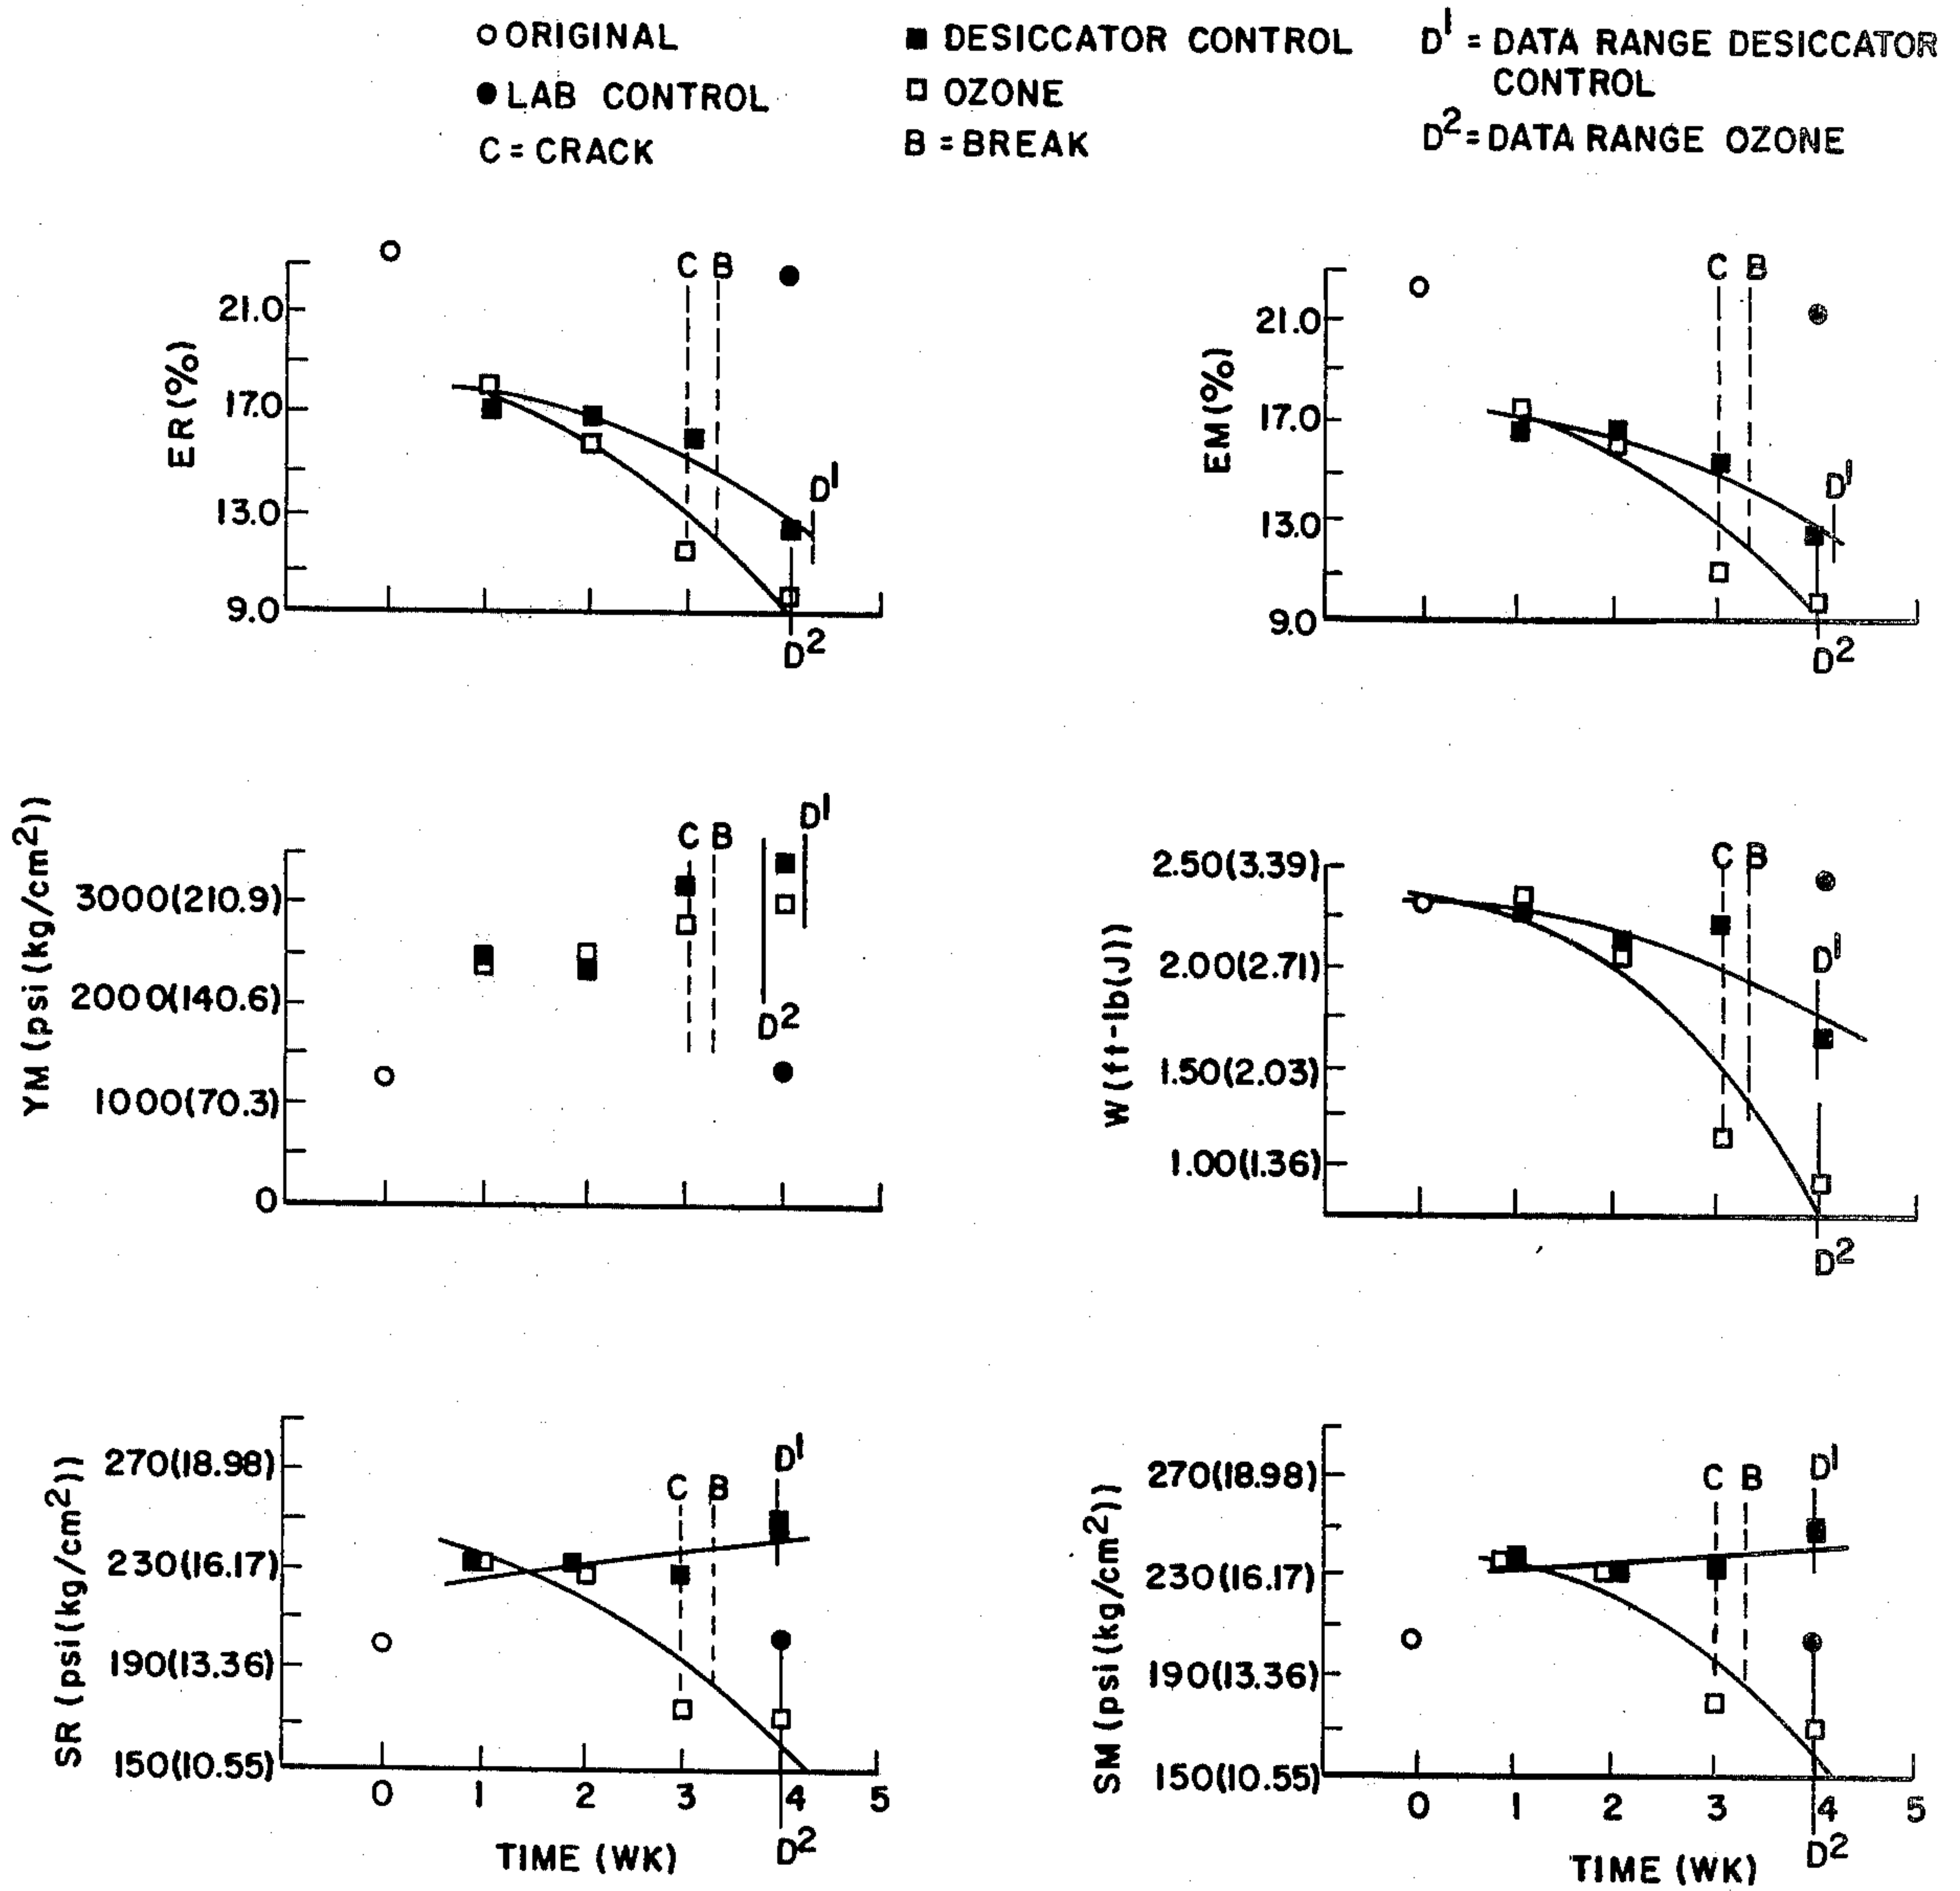 ○ ORIGINAL
● LAB CONTROL
C = CRACK
■ DESICCATOR CONTROL
□ OZONE
B = BREAK
D¹ = DATA RANGE DESICCATOR
CONTROL
D² = DATA RANGE OZONE
ER (%)
21.0
17.0
13.0
9.0
C B
D¹
D²
EM (%)
21.0
17.0
13.0
9.0
C B
D¹
D²
YM (psi(kg/cm²))
3000(210.9)
2000(140.6)
1000(70.3)
0
C B
D¹
D²
W (ft-lb(J))
2.50(3.39)
2.00(2.71)
1.50(2.03)
1.00(1.36)
C B
D¹
D²
SR (psi(kg/cm²))
270(18.98)
230(16.17)
190(13.36)
150(10.55)
C B
D¹
0 1 2 3 4 5
TIME (WK)
D²
SM (psi(kg/cm²))
270(18.98)
230(16.17)
190(13.36)
150(10.55)
C B
D¹
0 1 2 3 4 5
TIME (WK)
D²